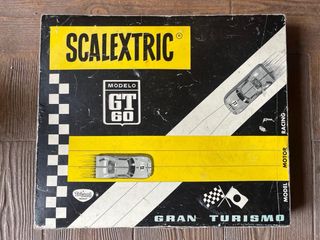 SCALEXTRIC
MODELO
GT
60
MODEL MOTOR RACING
GRAN TURISMO